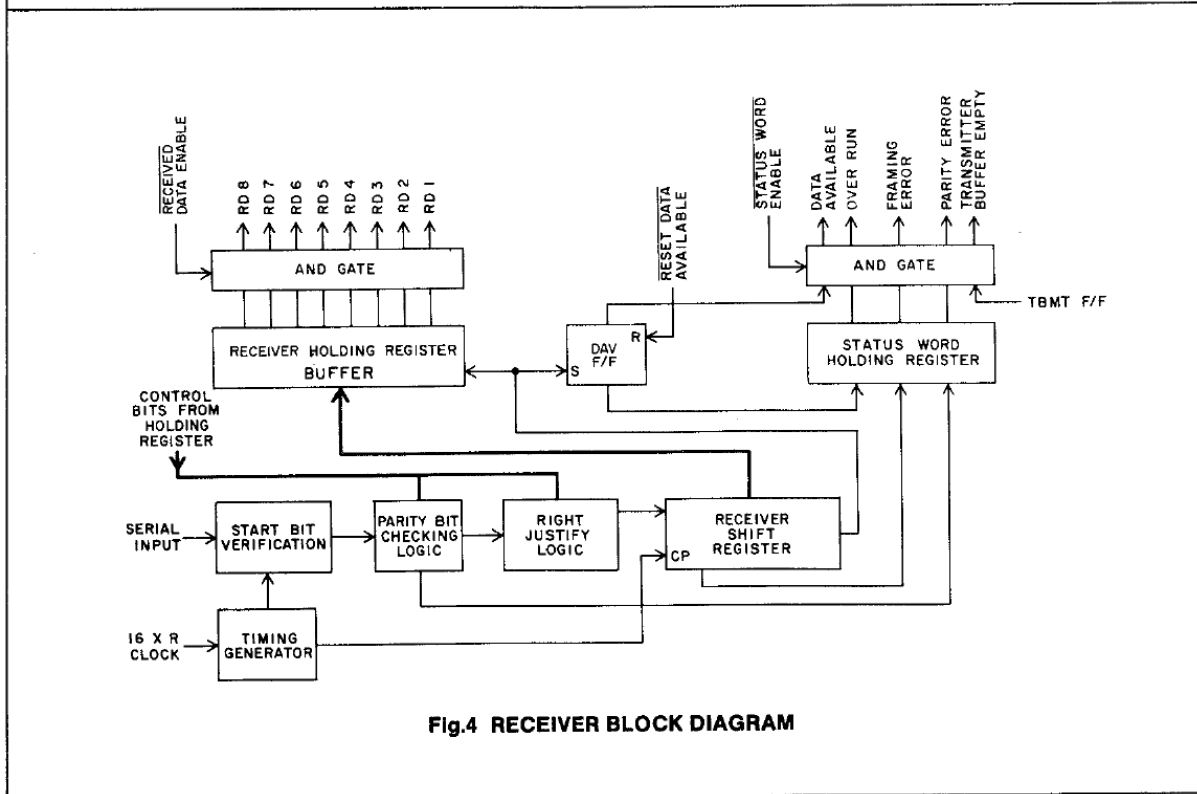 RECEIVED
DATA ENABLE
RD 8
RD 7
RD 6
RD 5
RD 4
RD 3
RD 2
RD 1
RESET DATA
AVAILABLE
STATUS WORD
ENABLE
DATA
AVAILABLE
OVER RUN
FRAMING
ERROR
PARITY ERROR
TRANSMITTER
BUFFER EMPTY
AND GATE
AND GATE
TBMT F/F
RECEIVER HOLDING REGISTER
BUFFER
DAV
F/F
R
S
STATUS WORD
HOLDING REGISTER
CONTROL
BITS FROM
HOLDING
REGISTER
SERIAL
INPUT
START BIT
VERIFICATION
PARITY BIT
CHECKING
LOGIC
RIGHT
JUSTIFY
LOGIC
RECEIVER
SHIFT
REGISTER
CP
16 X R
CLOCK
TIMING
GENERATOR
Fig.4 RECEIVER BLOCK DIAGRAM